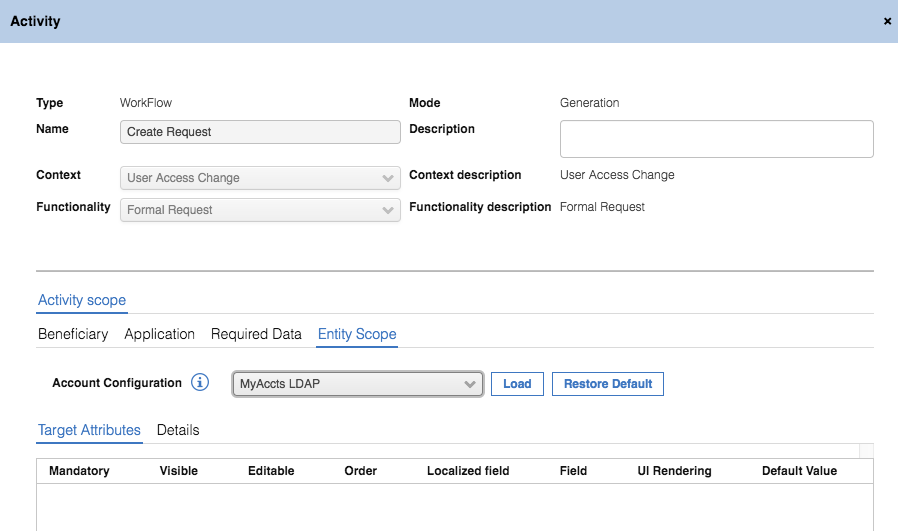 Activity ×
Type WorkFlow Mode Generation
Name Create Request Description
Context User Access Change Context description User Access Change
Functionality Formal Request Functionality description Formal Request
Activity scope
Beneficiary Application Required Data Entity Scope
Account Configuration i MyAccts LDAP Load Restore Default
Target Attributes Details
Mandatory Visible Editable Order Localized field Field UI Rendering Default Value